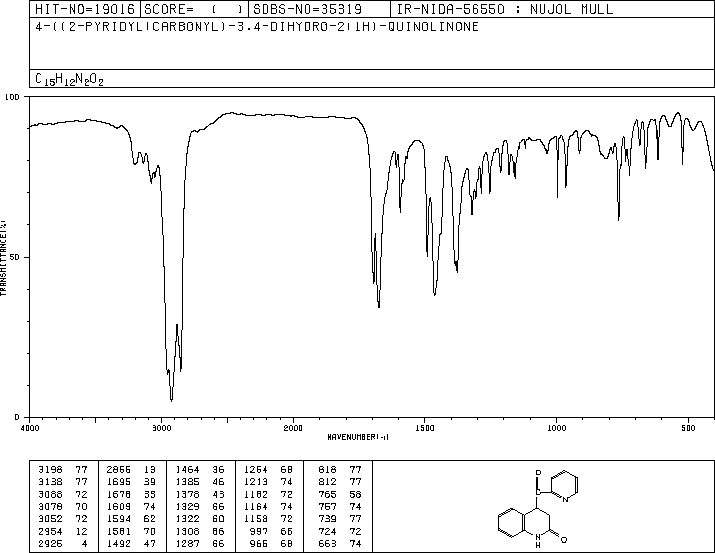 HIT-NO=19016 SCORE= ( ) SDBS-NO=35319 IR-NIDA-56550 : NUJOL MULL
4-((2-PYRIDYL)CARBONYL)-3,4-DIHYDRO-2(1H)-QUINOLINONE
C15H12N2O2
100
50
0
TRANSMITTANCE(%)
4000 3000 2000 1500 1000 500
WAVENUMBER(-1)
3198 77 2855 13 1464 36 1254 68 818 77
3138 77 1695 39 1385 46 1213 74 812 77
3088 72 1678 33 1378 43 1182 72 765 58
3078 70 1609 74 1329 66 1164 74 757 74
3052 72 1594 62 1322 60 1158 72 739 77
2954 12 1581 70 1308 66 997 66 724 72
2925 4 1492 47 1287 66 966 68 663 74
O
C
N
N
H
O